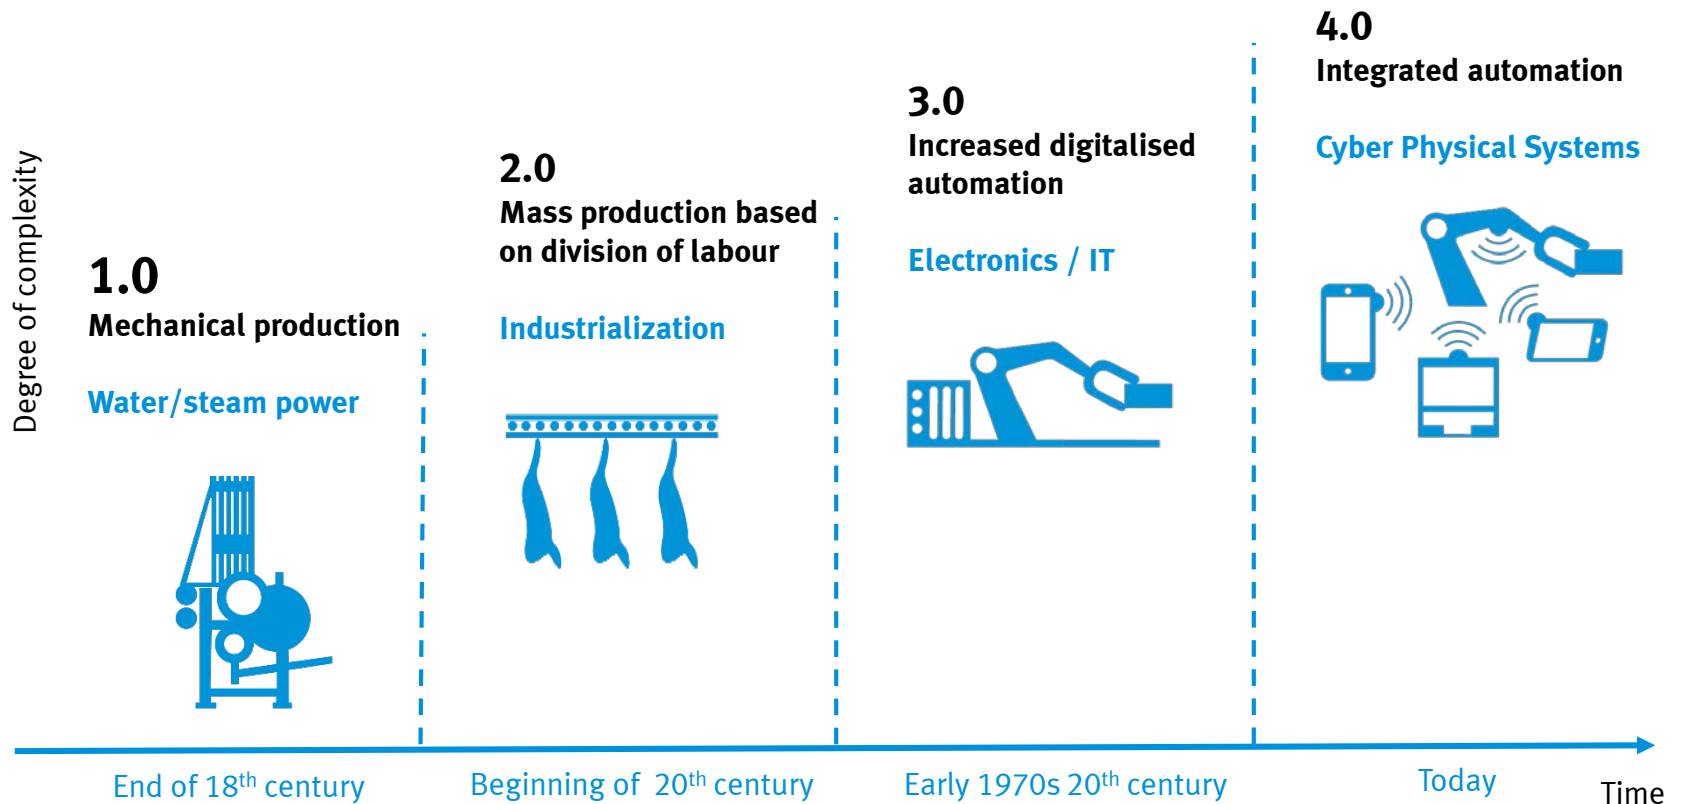 Degree of complexity
1.0
Mechanical production
Water/steam power
End of 18th century
2.0
Mass production based
on division of labour
Industrialization
Beginning of 20th century
3.0
Increased digitalised
automation
Electronics / IT
Early 1970s 20th century
4.0
Integrated automation
Cyber Physical Systems
Today
Time